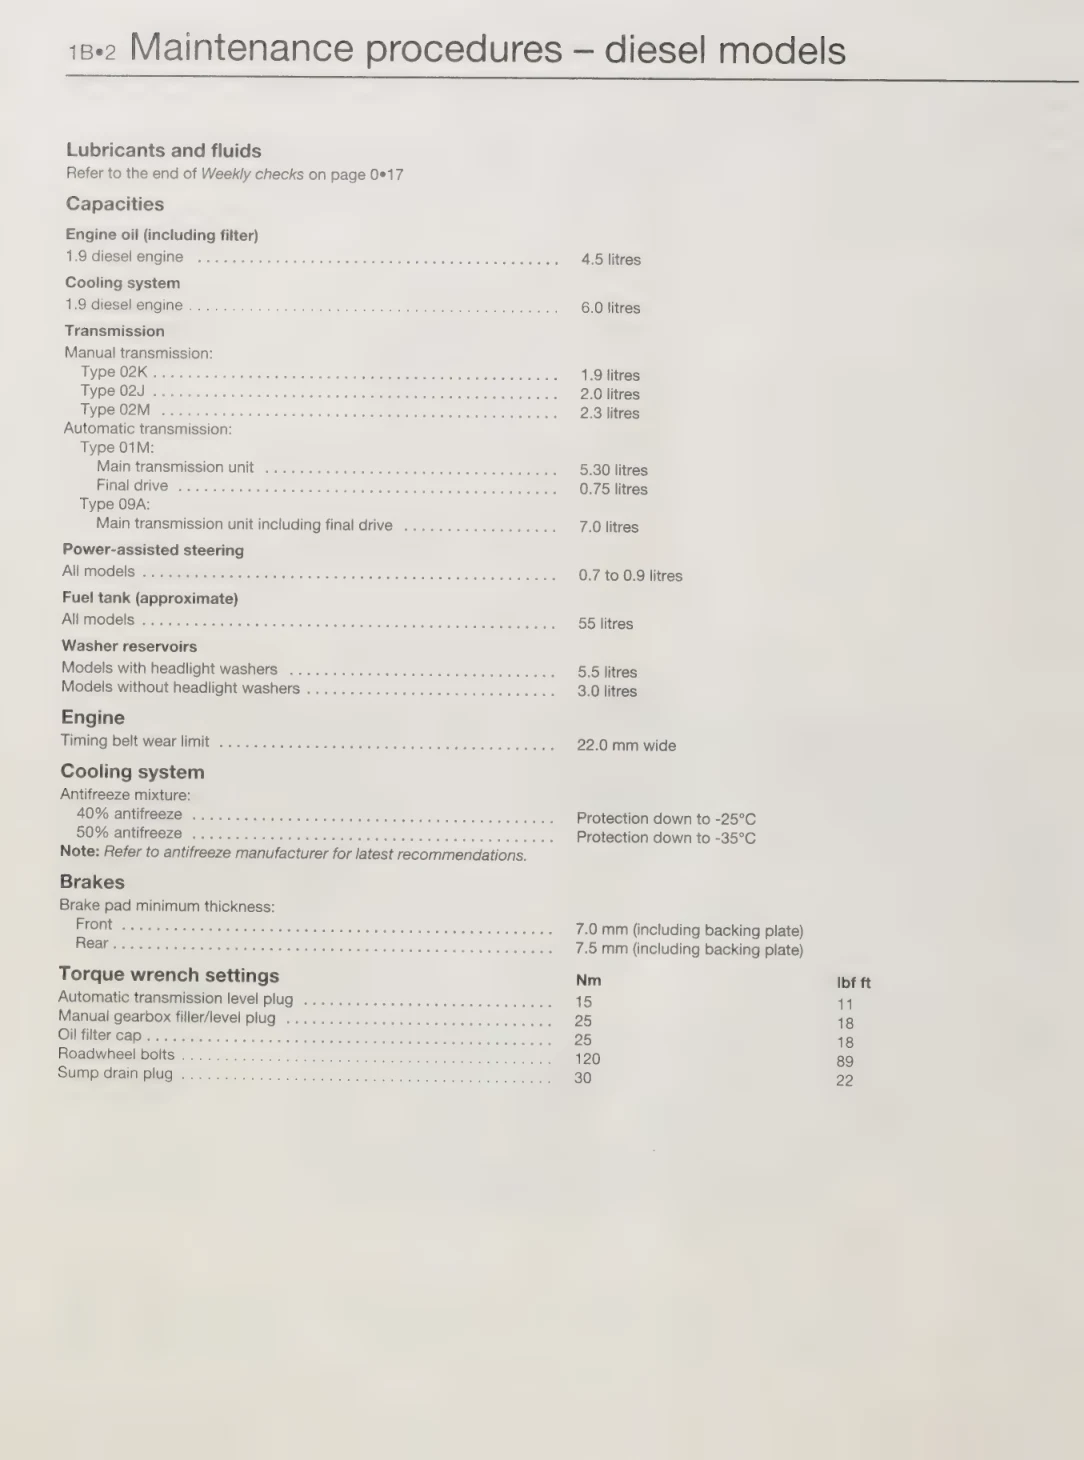 1B•2 Maintenance procedures – diesel models
Lubricants and fluids
Refer to the end of Weekly checks on page 0•17
Capacities
Engine oil (including filter)
1.9 diesel engine . . . . . . . . . . . . . . . . . . . . 4.5 litres
Cooling system
1.9 diesel engine . . . . . . . . . . . . . . . . . . . . 6.0 litres
Transmission
Manual transmission:
Type 02K . . . . . . . . . . . . . . . . . . . . 1.9 litres
Type 02J . . . . . . . . . . . . . . . . . . . . 2.0 litres
Type 02M . . . . . . . . . . . . . . . . . . . . 2.3 litres
Automatic transmission:
Type 01M:
Main transmission unit . . . . . . . . . . . . . . . . . . . . 5.30 litres
Final drive . . . . . . . . . . . . . . . . . . . . 0.75 litres
Type 09A:
Main transmission unit including final drive . . . . . . . . . . . . . . . . . . 7.0 litres
Power-assisted steering
All models . . . . . . . . . . . . . . . . . . . . 0.7 to 0.9 litres
Fuel tank (approximate)
All models . . . . . . . . . . . . . . . . . . . . 55 litres
Washer reservoirs
Models with headlight washers . . . . . . . . . . . . . . . . . . . . 5.5 litres
Models without headlight washers . . . . . . . . . . . . . . . . . . . . 3.0 litres
Engine
Timing belt wear limit . . . . . . . . . . . . . . . . . . . . 22.0 mm wide
Cooling system
Antifreeze mixture:
40% antifreeze . . . . . . . . . . . . . . . . . . . . Protection down to -25°C
50% antifreeze . . . . . . . . . . . . . . . . . . . . Protection down to -35°C
Note: Refer to antifreeze manufacturer for latest recommendations.
Brakes
Brake pad minimum thickness:
Front . . . . . . . . . . . . . . . . . . . . 7.0 mm (including backing plate)
Rear . . . . . . . . . . . . . . . . . . . . 7.5 mm (including backing plate)
Torque wrench settings Nm lbf ft
Automatic transmission level plug . . . . . . . . . . . . . . . . . . . . 15 11
Manual gearbox filler/level plug . . . . . . . . . . . . . . . . . . . . 25 18
Oil filter cap . . . . . . . . . . . . . . . . . . . . 25 18
Roadwheel bolts . . . . . . . . . . . . . . . . . . . . 120 89
Sump drain plug . . . . . . . . . . . . . . . . . . . . 30 22